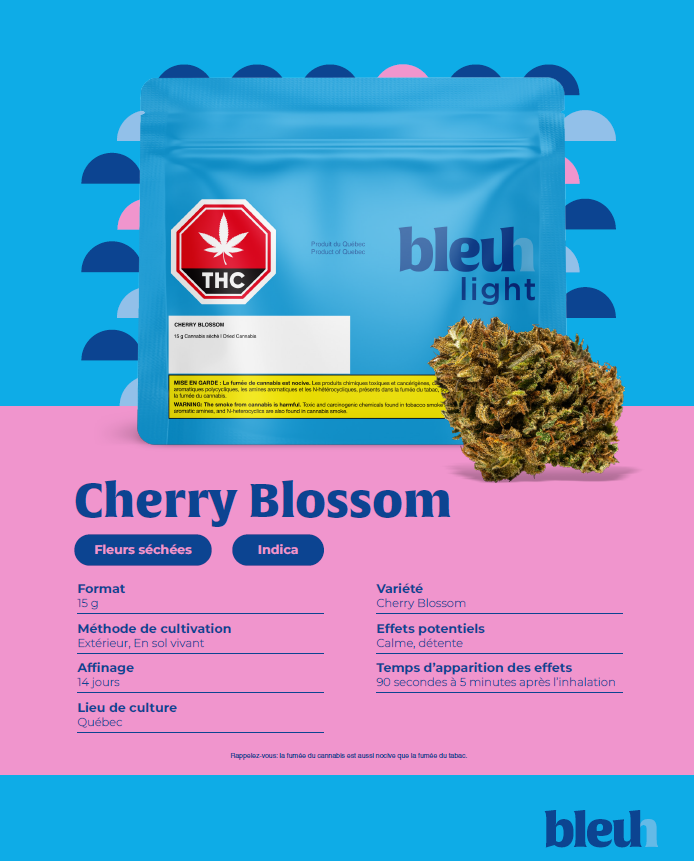 Produit du Québec
Product of Quebec
bleuh
light
THC
CHERRY BLOSSOM
15 g Cannabis séché | Dried Cannabis
MISE EN GARDE : La fumée de cannabis est nocive. Les produits chimiques toxiques et cancérigènes,
aromatiques polycycliques, les amines aromatiques et les N-hétérocycliques, présents dans la fumée du tabac,
la fumée du cannabis.
WARNING: The smoke from cannabis is harmful. Toxic and carcinogenic chemicals found in tobacco smoke
aromatic amines, and N-heterocyclics are also found in cannabis smoke.
Cherry Blossom
Fleurs séchées
Indica
Format
15 g
Méthode de cultivation
Extérieur, En sol vivant
Affinage
14 jours
Lieu de culture
Québec
Variété
Cherry Blossom
Effets potentiels
Calme, détente
Temps d'apparition des effets
90 secondes à 5 minutes après l'inhalation
Rappelez-vous: la fumée du cannabis est aussi nocive que la fumée du tabac.
bleuh